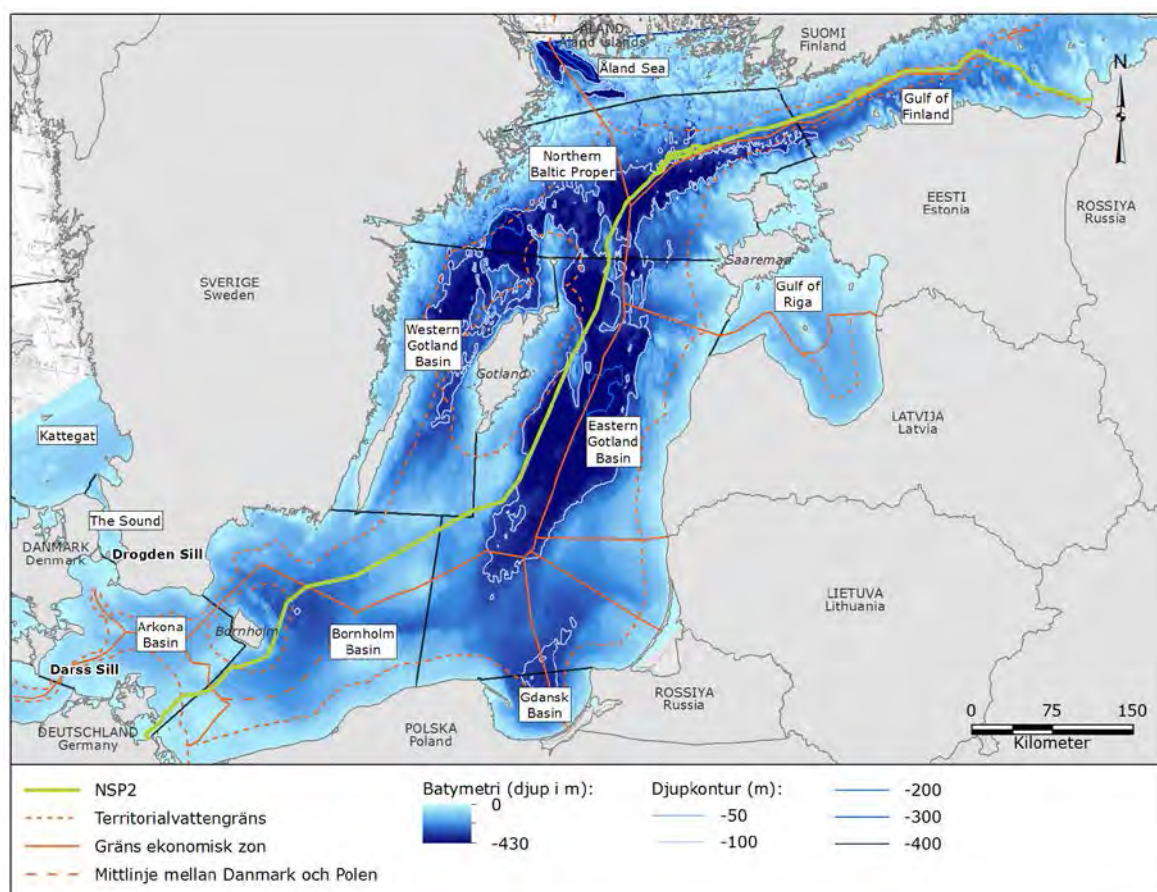 ÅLAND
Åland Islands
SUOMI
Finland
Åland Sea
N
Gulf of
Finland
Northern
Baltic Proper
EESTI
Estonia
ROSSIYA
Russia
Saaremaa
SVERIGE
Sweden
Gulf of
Riga
Western
Gotland
Basin
Gotland
LATVIJA
Latvia
Kattegat
Eastern
Gotland
Basin
The Sound
DANMARK
Denmark
Drogden Sill
LIETUVA
Lithuania
Arkona
Basin
Bornholm
Bornholm
Basin
Darss Sill
Gdansk
Basin
ROSSIYA
Russia
POLSKA
Poland
DEUTSCHLAND
Germany
0 75 150
Kilometer
NSP2
Territorialvattengräns
Gräns ekonomisk zon
Mittlinje mellan Danmark och Polen
Batymetri (djup i m):
0
-430
Djupkontur (m):
-50
-100
-200
-300
-400